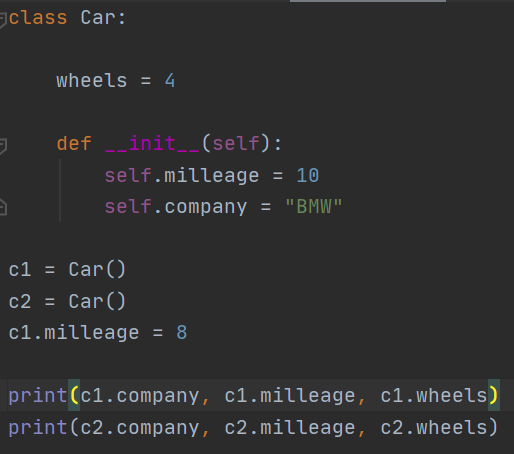 class Car:
    wheels = 4
    def __init__(self):
        self.milleage = 10
        self.company = "BMW"
c1 = Car()
c2 = Car()
c1.milleage = 8
print(c1.company, c1.milleage, c1.wheels)
print(c2.company, c2.milleage, c2.wheels)